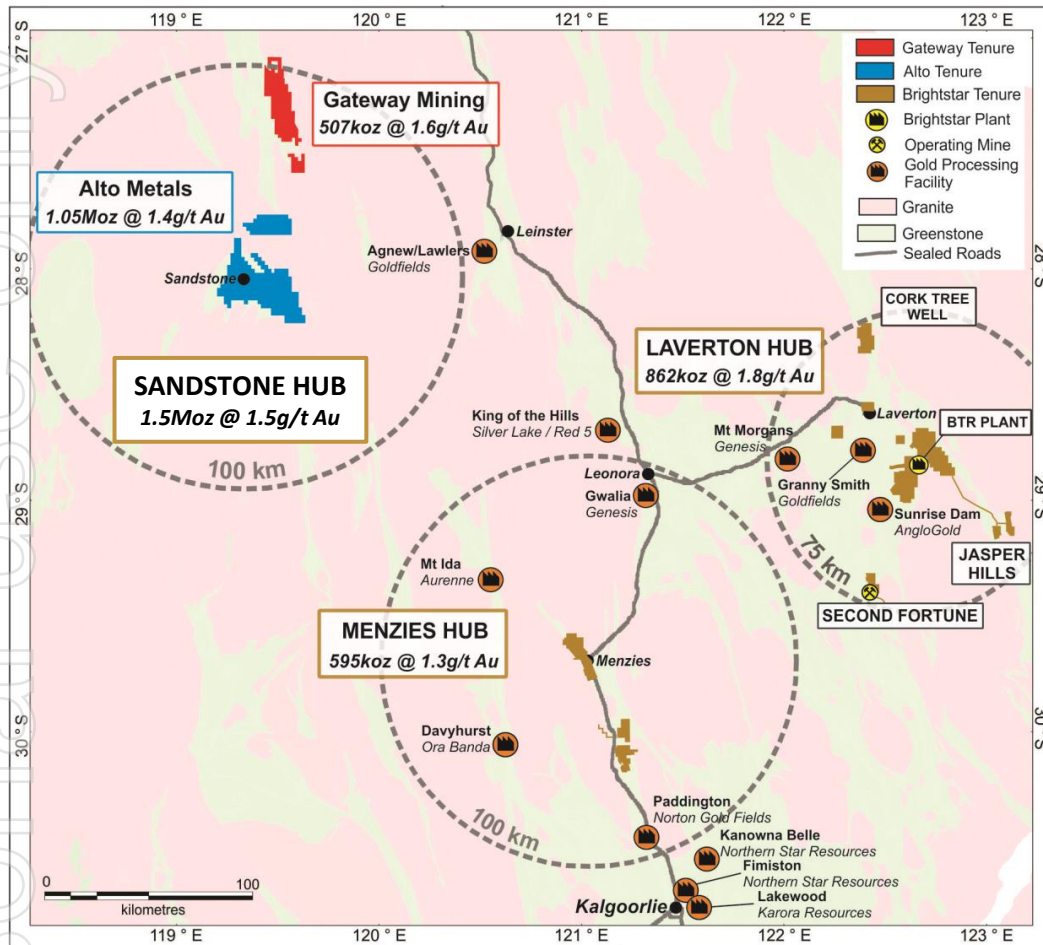 119 ° E
120 ° E
121 ° E
122 ° E
123 ° E
27° S
28° S
29° S
30° S
28° S
29° S
30° S
Gateway Tenure
Alto Tenure
Brightstar Tenure
Brightstar Plant
Operating Mine
Gold Processing
Facility
Granite
Greenstone
Sealed Roads
Gateway Mining
507koz @ 1.6g/t Au
Alto Metals
1.05Moz @ 1.4g/t Au
Sandstone
SANDSTONE HUB
1.5Moz @ 1.5g/t Au
100 km
Leinster
Agnew/Lawlers
Goldfields
CORK TREE
WELL
LAVERTON HUB
862koz @ 1.8g/t Au
Laverton
BTR PLANT
King of the Hills
Silver Lake / Red 5
Mt Morgans
Genesis
Leonora
Granny Smith
Goldfields
Gwalia
Genesis
Sunrise Dam
AngloGold
JASPER
HILLS
75 km
SECOND FORTUNE
Mt Ida
Aurenne
MENZIES HUB
595koz @ 1.3g/t Au
Menzies
Davyhurst
Ora Banda
100 km
Paddington
Norton Gold Fields
Kanowna Belle
Northern Star Resources
Fimiston
Northern Star Resources
Lakewood
Karora Resources
Kalgoorlie
0
100
kilometres
119 ° E
120 ° E
121 ° E
122 ° E
123 ° E